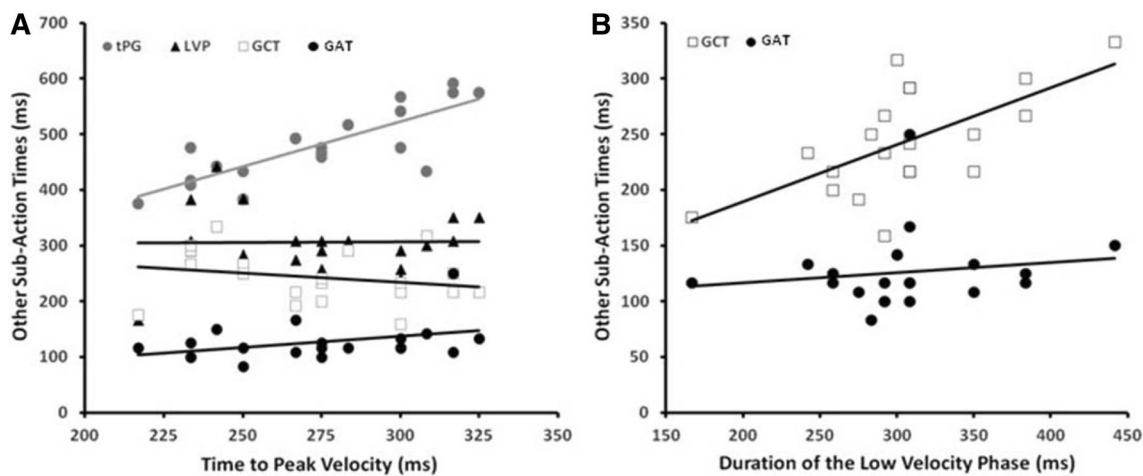 A
700
600
500
400
300
200
100
0
200 225 250 275 300 325 350
tPG LVP GCT GAT
Other Sub-Action Times (ms)
Time to Peak Velocity (ms)
B
350
300
250
200
150
100
50
0
150 200 250 300 350 400 450
GCT GAT
Other Sub-Action Times (ms)
Duration of the Low Velocity Phase (ms)